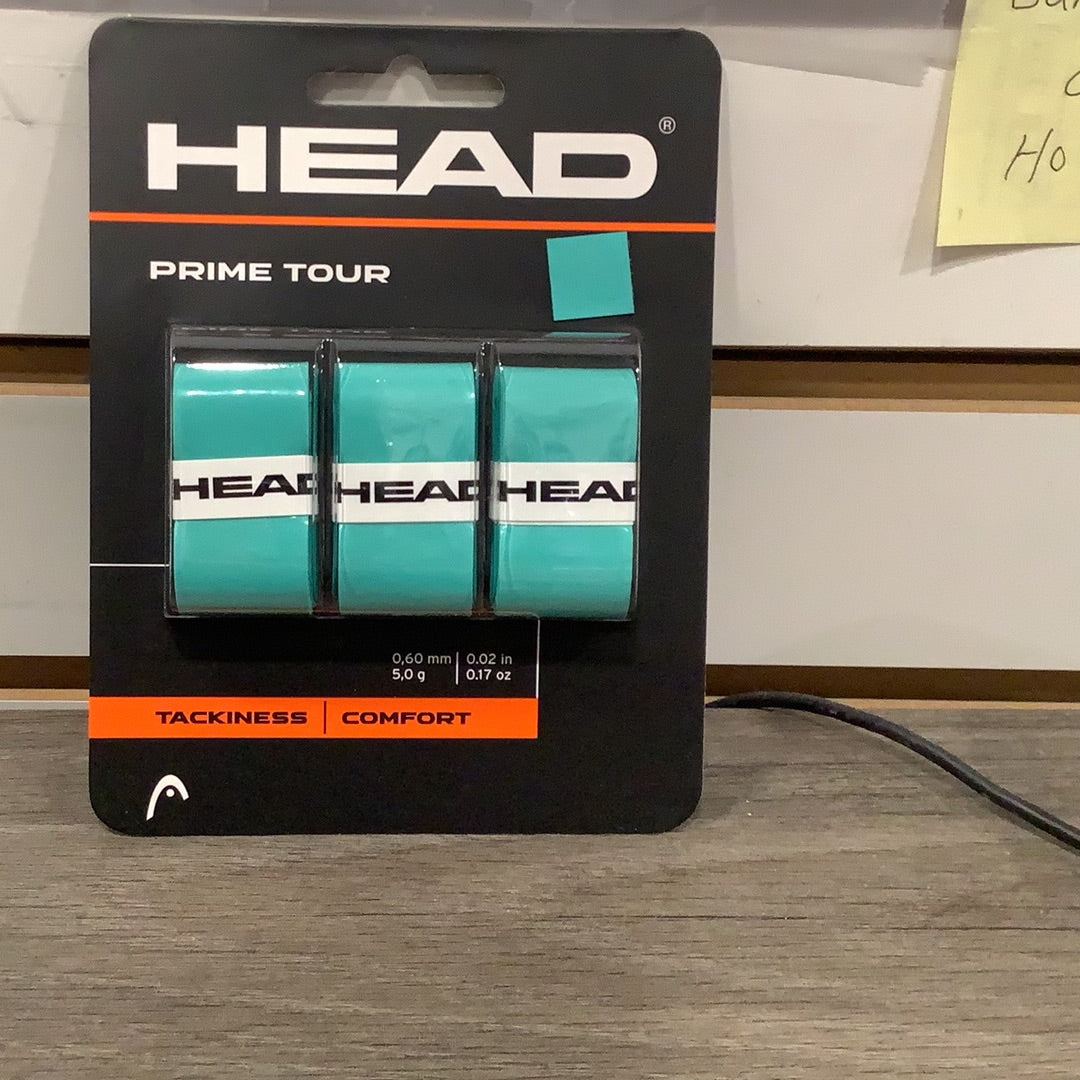 HEAD®
PRIME TOUR
HEAD HEAD HEAD
0,60 mm | 0.02 in
5,0 g | 0.17 oz
TACKINESS | COMFORT
Ho